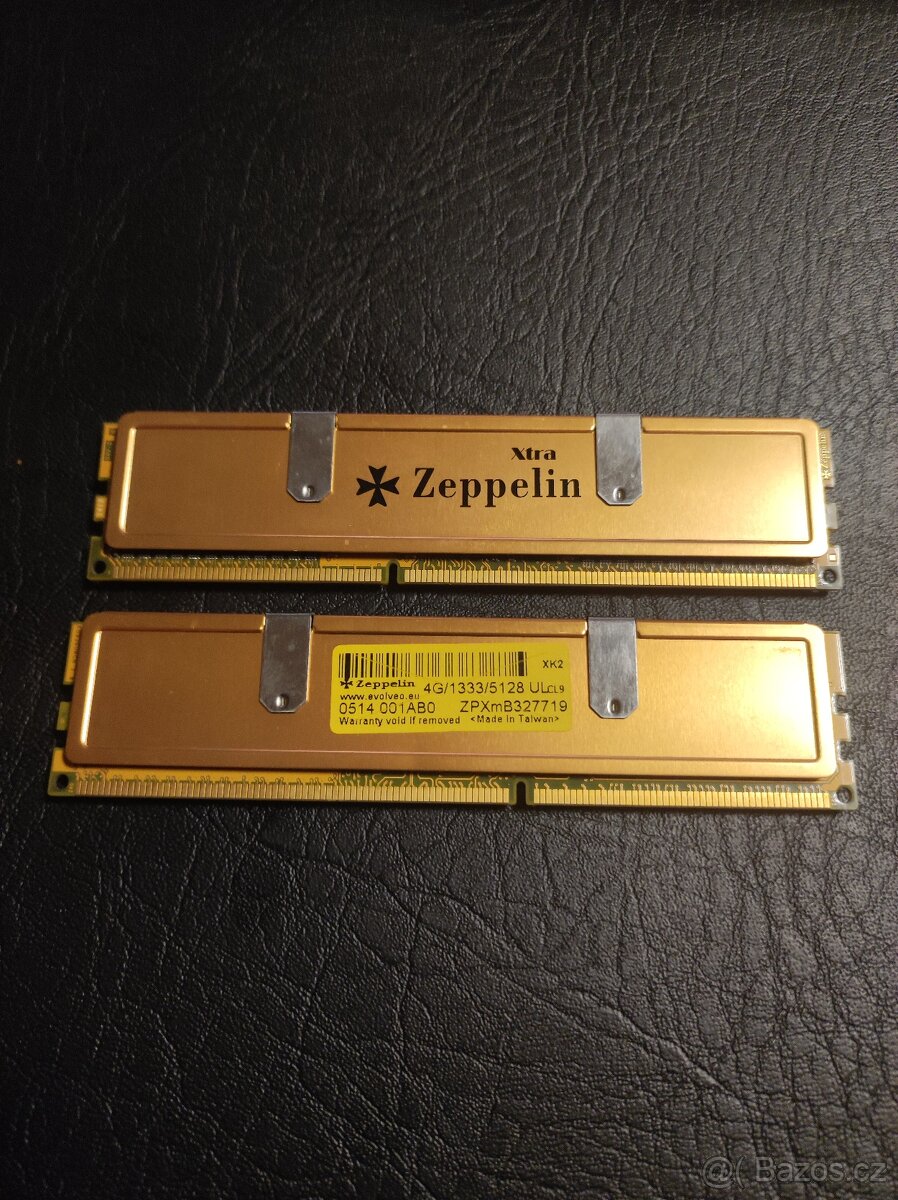 Xtra
Zeppelin
XK2
Zeppelin 4G/1333/5128 ULCL9
www.evolveo.eu
0514 001AB0 ZPXmB327719
Warranty void if removed <Made in Taiwan>
@( Bazos.cz